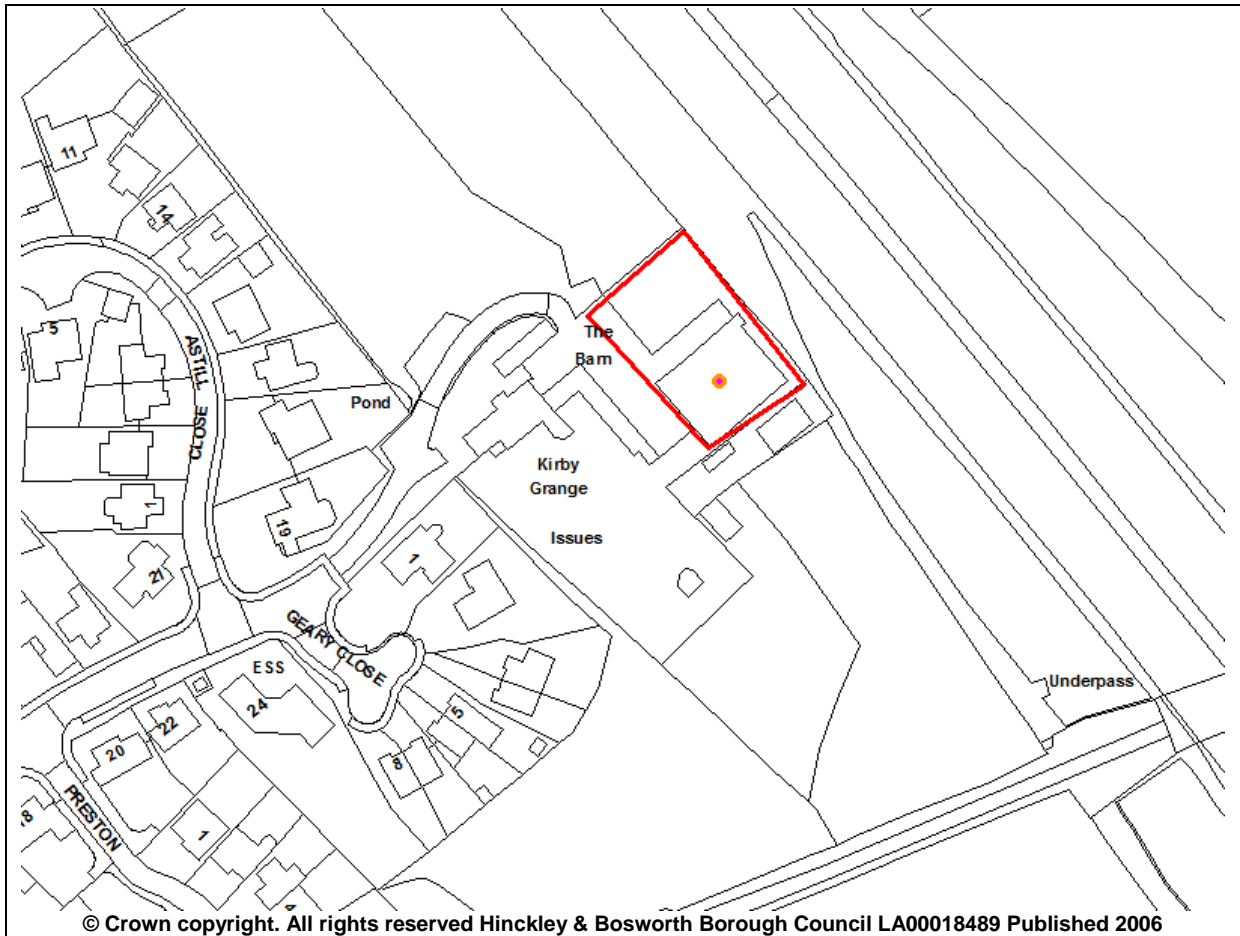 11
14
5
ASTILL
CLOSE
The
Barn
Pond
Kirby
Grange
1
19
Issues
1
21
GEARY CLOSE
ESS
Underpass
24
5
22
20
8
PRESTON
18
1
4
© Crown copyright. All rights reserved Hinckley & Bosworth Borough Council LA00018489 Published 2006